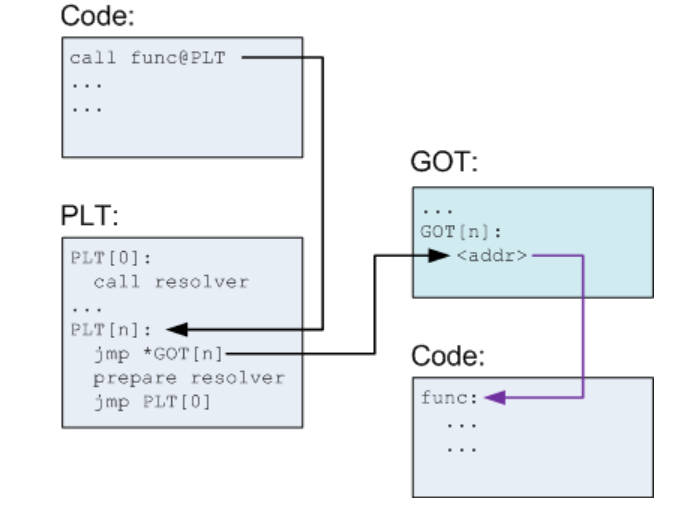 Code:
call func@PLT
...
...
PLT:
PLT[0]:
call resolver
...
PLT[n]:
jmp *GOT[n]
prepare resolver
jmp PLT[0]
GOT:
...
GOT[n]:
<addr>
Code:
func:
...
...